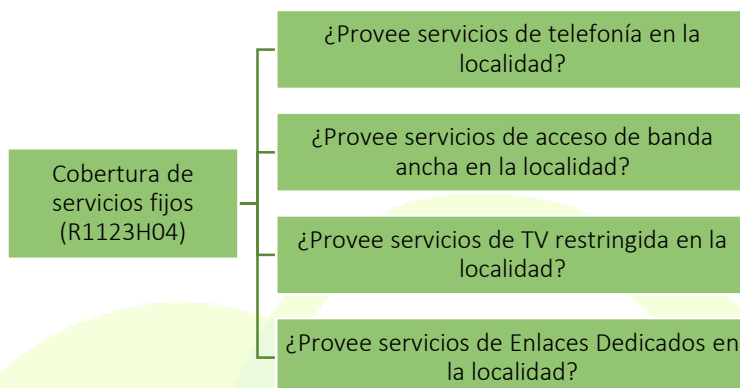 Cobertura de
servicios fijos
(R1123H04)
¿Provee servicios de telefonía en la
localidad?
¿Provee servicios de acceso de banda
ancha en la localidad?
¿Provee servicios de TV restringida en la
localidad?
¿Provee servicios de Enlaces Dedicados en
la localidad?